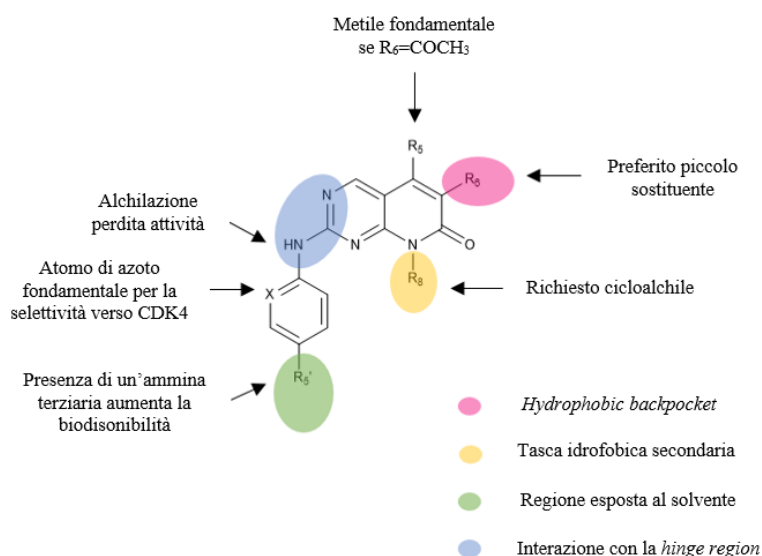 Metile fondamentale
se R₆=COCH₃
R₅
R₆
Preferito piccolo
sostituente
Alchilazione
perdita attività
N
HN
N
N
O
Atomo di azoto
fondamentale per la
selettività verso CDK4
X
R₈
Richiesto cicloalchile
Presenza di un’ammina
terziaria aumenta la
biodisonibilità
R₅'
Hydrophobic backpocket
Tasca idrofobica secondaria
Regione esposta al solvente
Interazione con la hinge region